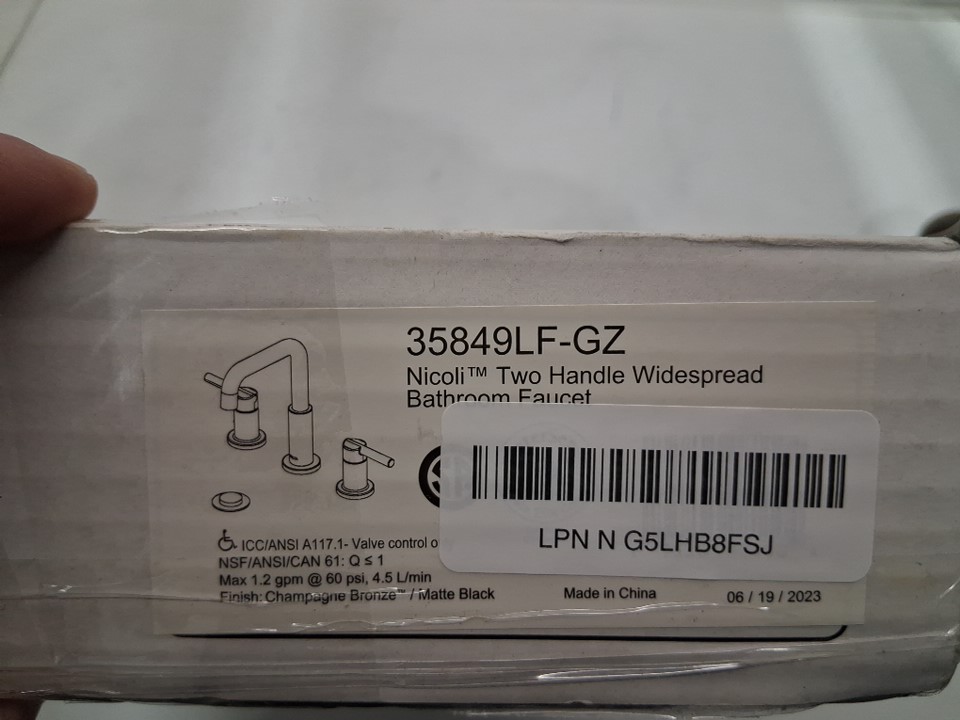 35849LF-GZ
Nicoli™ Two Handle Widespread
Bathroom Faucet
LPN N G5LHB8FSJ
ICC/ANSI A117.1- Valve control o
NSF/ANSI/CAN 61: Q ≤ 1
Max 1.2 gpm @ 60 psi, 4.5 L/min
Finish: Champagne Bronze™ / Matte Black
Made in China
06 / 19 / 2023